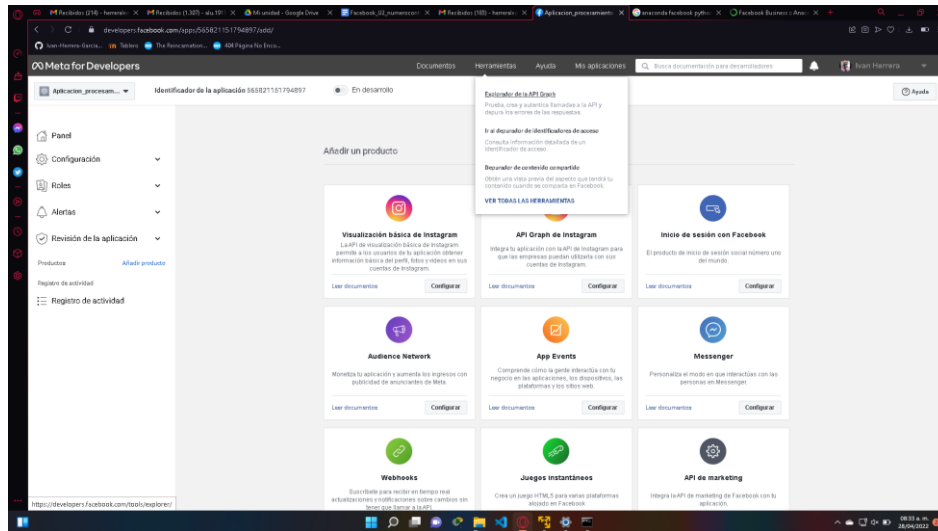 Recibidos (214) - herreraiv
Recibidos (1.307) - alu.191
Mi unidad - Google Drive
Recibidos (183) - herreraiv
Aplicacion_procesamiento
anaconda facebook pytho
Facebook Business :: Anac
developers.facebook.com/apps/565821151794897/add/
Tablero
The Reincarnation...
404 Página No Enco...
Meta for Developers
Documentos
Herramientas
Ayuda
Mis aplicaciones
Busca documentación para desarrolladores
Ivan Herrera
Aplicacion_procesam...
Identificador de la aplicación 565821151794897
En desarrollo
Ayuda
Explorador de la API Graph
Prueba, crea y autentica llamadas a la API y
depura los errores de las respuestas.
Ir al depurador de identificadores de acceso
Consulta información detallada de un
identificador de acceso.
Depurador de contenido compartido
Obtén una vista previa del aspecto que tendrá tu
contenido cuando se comparta en Facebook.
VER TODAS LAS HERRAMIENTAS
Panel
Configuración
Roles
Alertas
Revisión de la aplicación
Productos
Añadir producto
Registro de actividad
Registro de actividad
Añadir un producto
Visualización básica de Instagram
La API de visualización básica de Instagram
permite a los usuarios de tu aplicación obtener
información básica del perfil, fotos y vídeos en sus
cuentas de Instagram.
Leer documentos
Configurar
API Graph de Instagram
Integra tu aplicación con la API de Instagram para
que las empresas puedan utilizarla con sus
cuentas de Instagram.
Leer documentos
Configurar
Inicio de sesión con Facebook
El producto de inicio de sesión social número uno
del mundo.
Leer documentos
Configurar
Audience Network
Monetiza tu aplicación y aumenta los ingresos con
publicidad de anunciantes de Meta.
Leer documentos
Configurar
App Events
Comprende cómo la gente interactúa con tu
negocio en las aplicaciones, los dispositivos, las
plataformas y los sitios web.
Leer documentos
Configurar
Messenger
Personaliza el modo en que interactúas con las
personas en Messenger.
Leer documentos
Configurar
Webhooks
Suscríbete para recibir en tiempo real
actualizaciones y notificaciones sobre cambios sin
tener que llamar a la API.
Juegos instantáneos
Crea un juego HTML5 para varias plataformas
alojado en Facebook
API de marketing
Integra la API de marketing de Facebook con tu
aplicación.
https://developers.facebook.com/tools/explorer/
08:33 a. m.
28/04/2022